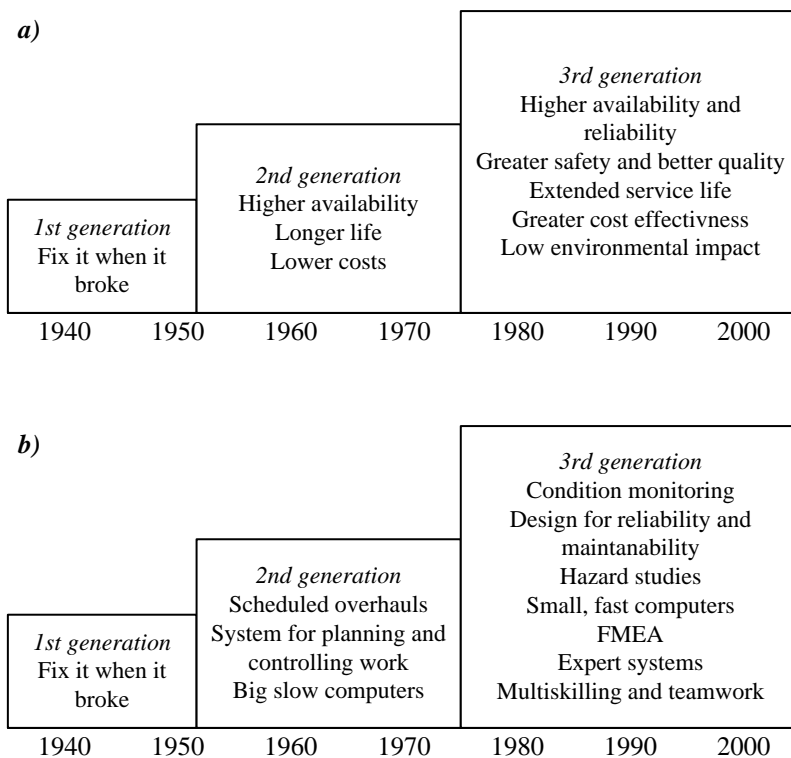 a)
1st generation
Fix it when it
broke
2nd generation
Higher availability
Longer life
Lower costs
3rd generation
Higher availability and
reliability
Greater safety and better quality
Extended service life
Greater cost effectivness
Low environmental impact
1940 1950 1960 1970 1980 1990 2000
b)
1st generation
Fix it when it
broke
2nd generation
Scheduled overhauls
System for planning and
controlling work
Big slow computers
3rd generation
Condition monitoring
Design for reliability and
maintanability
Hazard studies
Small, fast computers
FMEA
Expert systems
Multiskilling and teamwork
1940 1950 1960 1970 1980 1990 2000